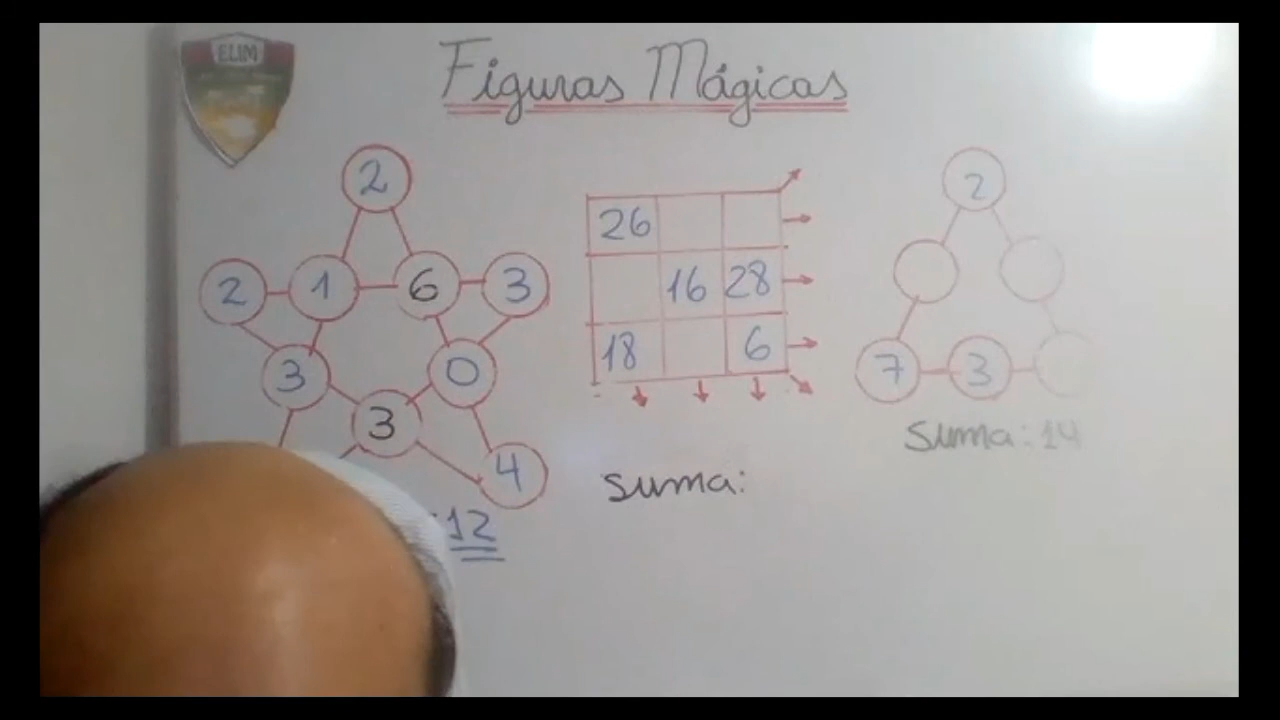 ELIM
Figuras Mágicas
2
2 1 6 3
3 0
3
4
12
26
16 28
18 6
suma:
2
7 3
suma: 14